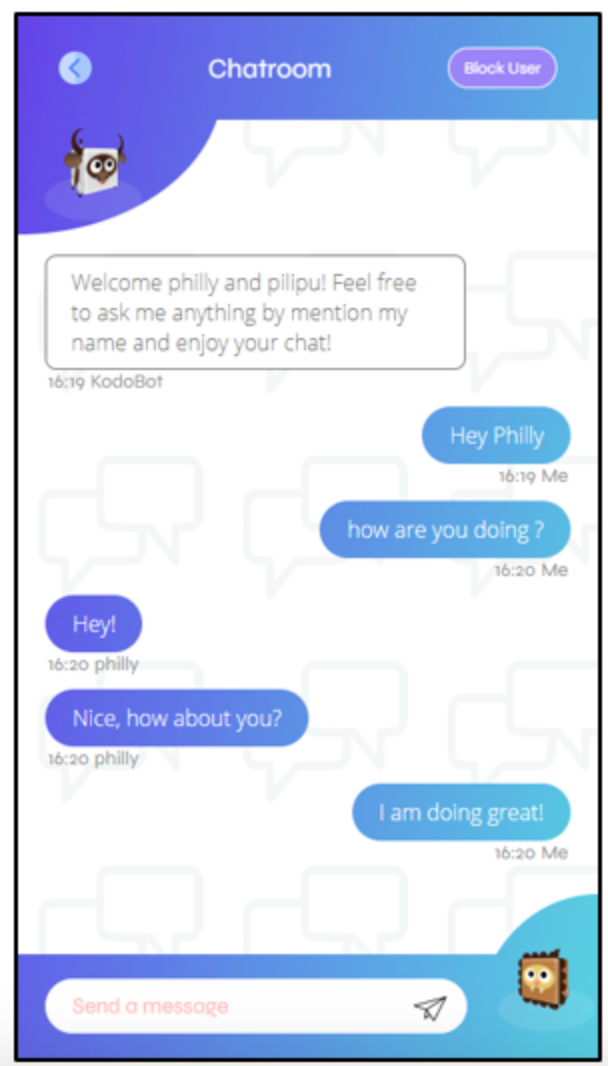 Chatroom
Block User
Welcome philly and pilipu! Feel free
to ask me anything by mention my
name and enjoy your chat!
16:19 KodoBot
Hey Philly
16:19 Me
how are you doing ?
16:20 Me
Hey!
16:20 philly
Nice, how about you?
16:20 philly
I am doing great!
16:20 Me
Send a message